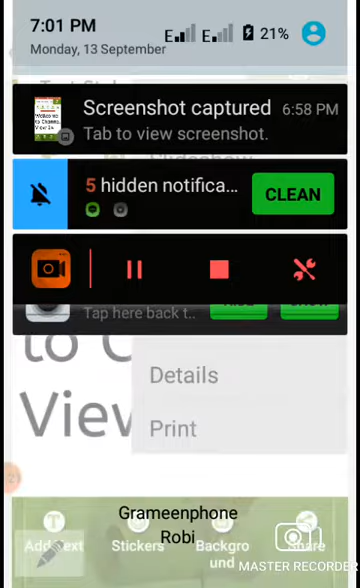 7:01 PM
Monday, 13 September
E E 21%
Screenshot captured 6:58 PM
Tab to view screenshot.
Slideshow
5 hidden notifica...
CLEAN
Tap here back t..
to C
View
Details
Print
Grameenphone
Robi
Add Text
Stickers
Backgro
und
Share
MASTER RECORDER